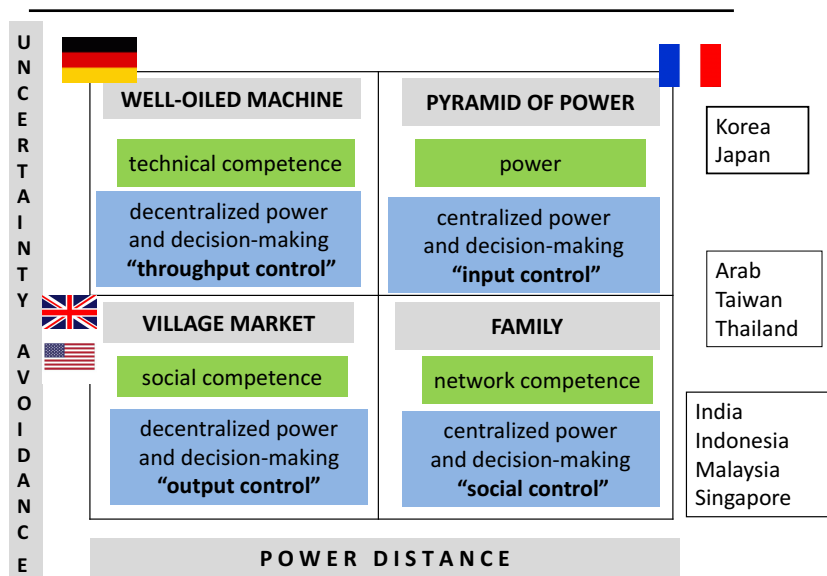 UNCERTAINTY AVOIDANCE
WELL-OILED MACHINE
technical competence
decentralized power
and decision-making
“throughput control”
PYRAMID OF POWER
power
centralized power
and decision-making
“input control”
Korea
Japan
Arab
Taiwan
Thailand
VILLAGE MARKET
social competence
decentralized power
and decision-making
“output control”
FAMILY
network competence
centralized power
and decision-making
“social control”
India
Indonesia
Malaysia
Singapore
POWER DISTANCE